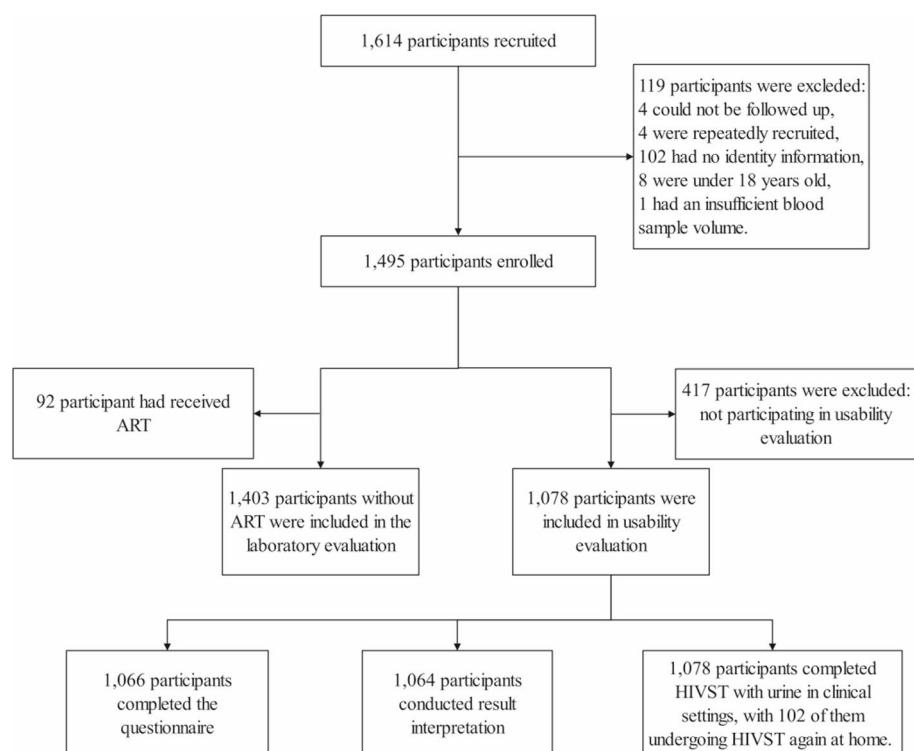 1,614 participants recruited
119 participants were excleded:
4 could not be followed up,
4 were repeatedly recruited,
102 had no identity information,
8 were under 18 years old,
1 had an insufficient blood
sample volume.
1,495 participants enrolled
92 participant had received
ART
417 participants were excluded:
not participating in usability
evaluation
1,403 participants without
ART were included in the
laboratory evaluation
1,078 participants were
included in usability
evaluation
1,066 participants
completed the
questionnaire
1,064 participants
conducted result
interpretation
1,078 participants completed
HIVST with urine in clinical
settings, with 102 of them
undergoing HIVST again at home.